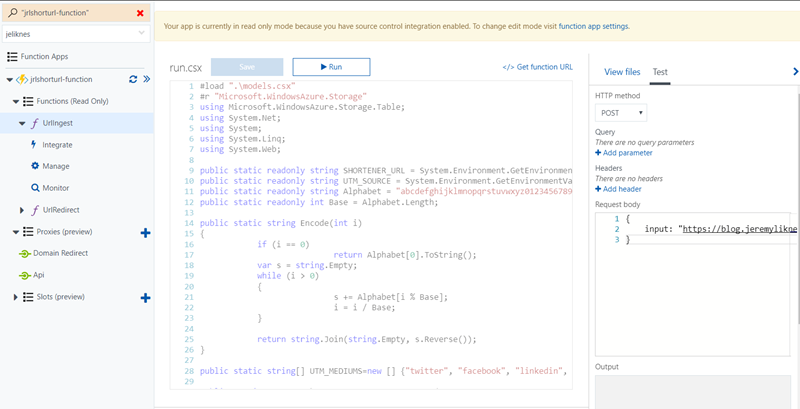 "jrlshorturl-function"
jeliknes
Function Apps
jrlshorturl-function
Functions (Read Only)
UrlIngest
Integrate
Manage
Monitor
UrlRedirect
Proxies (preview)
Domain Redirect
Api
Slots (preview)
Your app is currently in read only mode because you have source control integration enabled. To change edit mode visit function app settings.
run.csx
Save
Run
</> Get function URL
1 #load ".\models.csx"
2 #r "Microsoft.WindowsAzure.Storage"
3 using Microsoft.WindowsAzure.Storage.Table;
4 using System.Net;
5 using System;
6 using System.Linq;
7 using System.Web;
8
9 public static readonly string SHORTENER_URL = System.Environment.GetEnvironmen
10 public static readonly string UTM_SOURCE = System.Environment.GetEnvironmentVa
11 public static readonly string Alphabet = "abcdefghijklmnopqrstuvwxyz0123456789
12 public static readonly int Base = Alphabet.Length;
13
14 public static string Encode(int i)
15 {
16 if (i == 0)
17 return Alphabet[0].ToString();
18 var s = string.Empty;
19 while (i > 0)
20 {
21 s += Alphabet[i % Base];
22 i = i / Base;
23 }
24
25 return string.Join(string.Empty, s.Reverse());
26 }
27
28 public static string[] UTM_MEDIUMS=new [] {"twitter", "facebook", "linkedin",
29
View files
Test
HTTP method
POST
Query
There are no query parameters
Add parameter
Headers
There are no headers
Add header
Request body
1 {
2 input: "https://blog.jeremylikne
3 }
Output